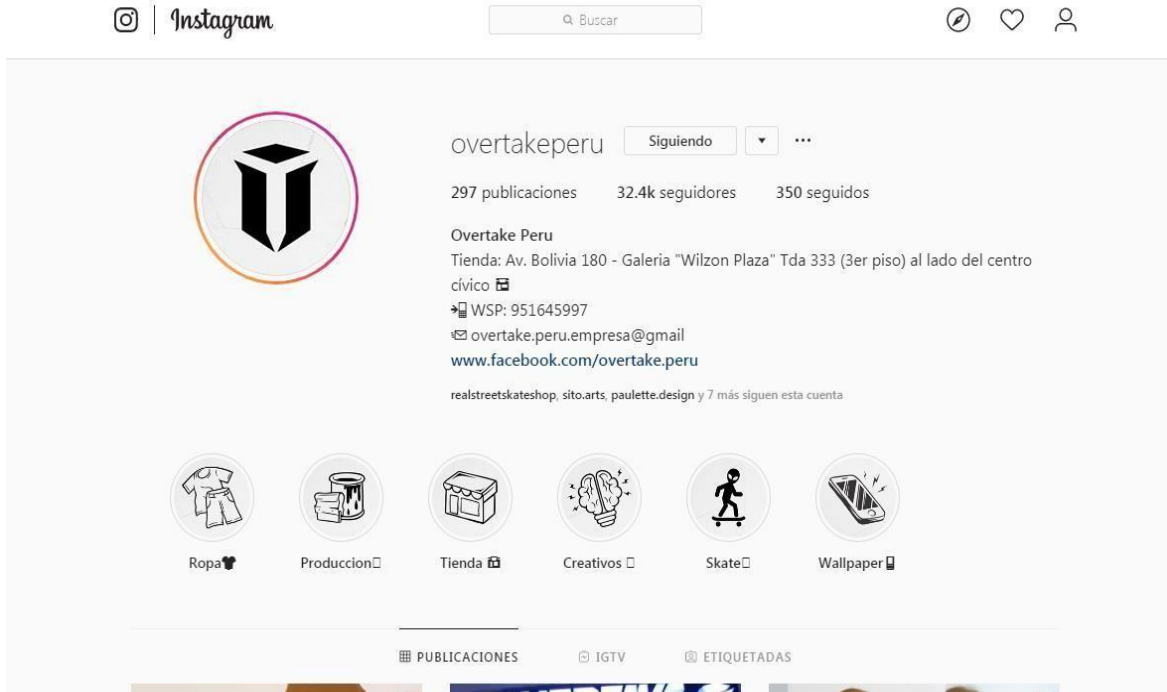 Instagram
Buscar
overtakeperu Siguiendo
297 publicaciones 32.4k seguidores 350 seguidos
Overtake Peru
Tienda: Av. Bolivia 180 - Galeria "Wilzon Plaza" Tda 333 (3er piso) al lado del centro
cívico
WSP: 951645997
overtake.peru.empresa@gmail
www.facebook.com/overtake.peru
realstreetskateshop, sito.arts, paulette.design y 7 más siguen esta cuenta
Ropa Produccion Tienda Creativos Skate Wallpaper
PUBLICACIONES IGTV ETIQUETADAS